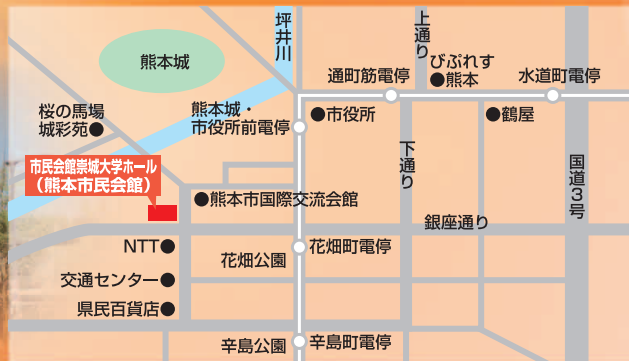 坪井川
上通り
熊本城
通町筋電停
びぷれす
●熊本
水道町電停
桜の馬場
城彩苑●
熊本城・
市役所前電停
●市役所
●鶴屋
下通り
国道3号
市民会館崇城大学ホール
（熊本市民会館）
●熊本市国際交流会館
銀座通り
NTT●
花畑公園
花畑町電停
交通センター●
県民百貨店●
辛島公園
辛島町電停